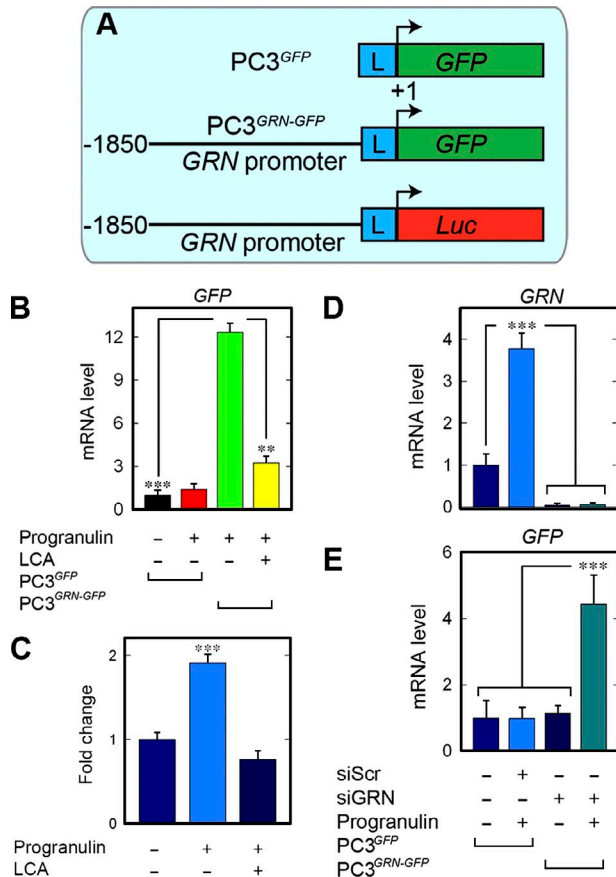 A
PC3GFP L GFP
+1
PC3GRN-GFP
-1850 L GFP
GRN promoter
-1850 L Luc
GRN promoter
B
GFP
mRNA level
12
9
6
3
0
***
**
Progranulin – + + +
LCA – – – +
PC3GFP
PC3GRN-GFP
C
Fold change
2
1
0
***
Progranulin – + +
LCA – – +
D
GRN
mRNA level
4
3
2
1
0
***
E
GFP
mRNA level
6
4
2
0
***
siScr – + – –
siGRN – – + +
Progranulin – + – +
PC3GFP
PC3GRN-GFP